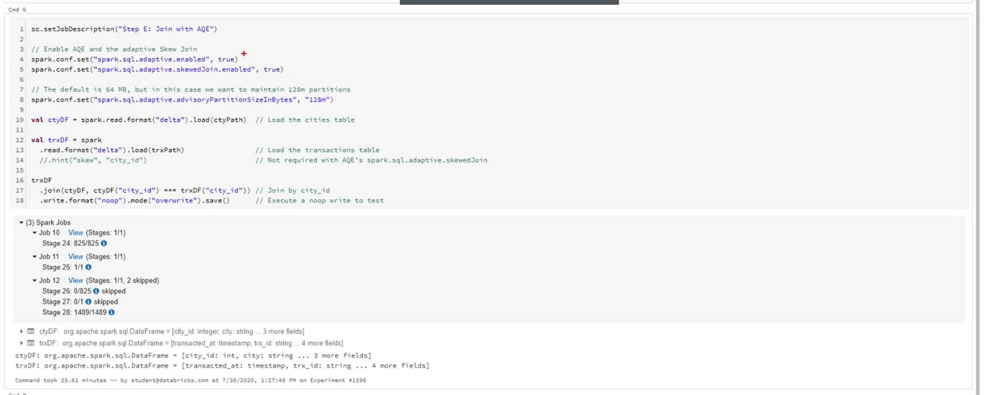 Cmd 6
1 sc.setJobDescription("Step E: Join with AQE")
2
3 // Enable AQE and the adaptive Skew Join
4 spark.conf.set("spark.sql.adaptive.enabled", true)
5 spark.conf.set("spark.sql.adaptive.skewedJoin.enabled", true)
6
7 // The default is 64 MB, but in this case we want to maintain 128m partitions
8 spark.conf.set("spark.sql.adaptive.advisoryPartitionSizeInBytes", "128m")
9
10 val ctyDF = spark.read.format("delta").load(ctyPath) // Load the cities table
11
12 val trxDF = spark
13 .read.format("delta").load(trxPath) // Load the transactions table
14 //.hint("skew", "city_id") // Not required with AQE's spark.sql.adaptive.skewedJoin
15
16 trxDF
17 .join(ctyDF, ctyDF("city_id") === trxDF("city_id")) // Join by city_id
18 .write.format("noop").mode("overwrite").save() // Execute a noop write to test
(3) Spark Jobs
Job 10 View (Stages: 1/1)
Stage 24: 825/825
Job 11 View (Stages: 1/1)
Stage 25: 1/1
Job 12 View (Stages: 1/1, 2 skipped)
Stage 26: 0/825 skipped
Stage 27: 0/1 skipped
Stage 28: 1489/1489
ctyDF: org.apache.spark.sql.DataFrame = [city_id: integer, city: string ... 3 more fields]
trxDF: org.apache.spark.sql.DataFrame = [transacted_at: timestamp, trx_id: string ... 4 more fields]
ctyDF: org.apache.spark.sql.DataFrame = [city_id: int, city: string ... 3 more fields]
trxDF: org.apache.spark.sql.DataFrame = [transacted_at: timestamp, trx_id: string ... 4 more fields]
Command took 25.61 minutes -- by student@databricks.com at 7/30/2020, 1:27:48 PM on Experiment #1596